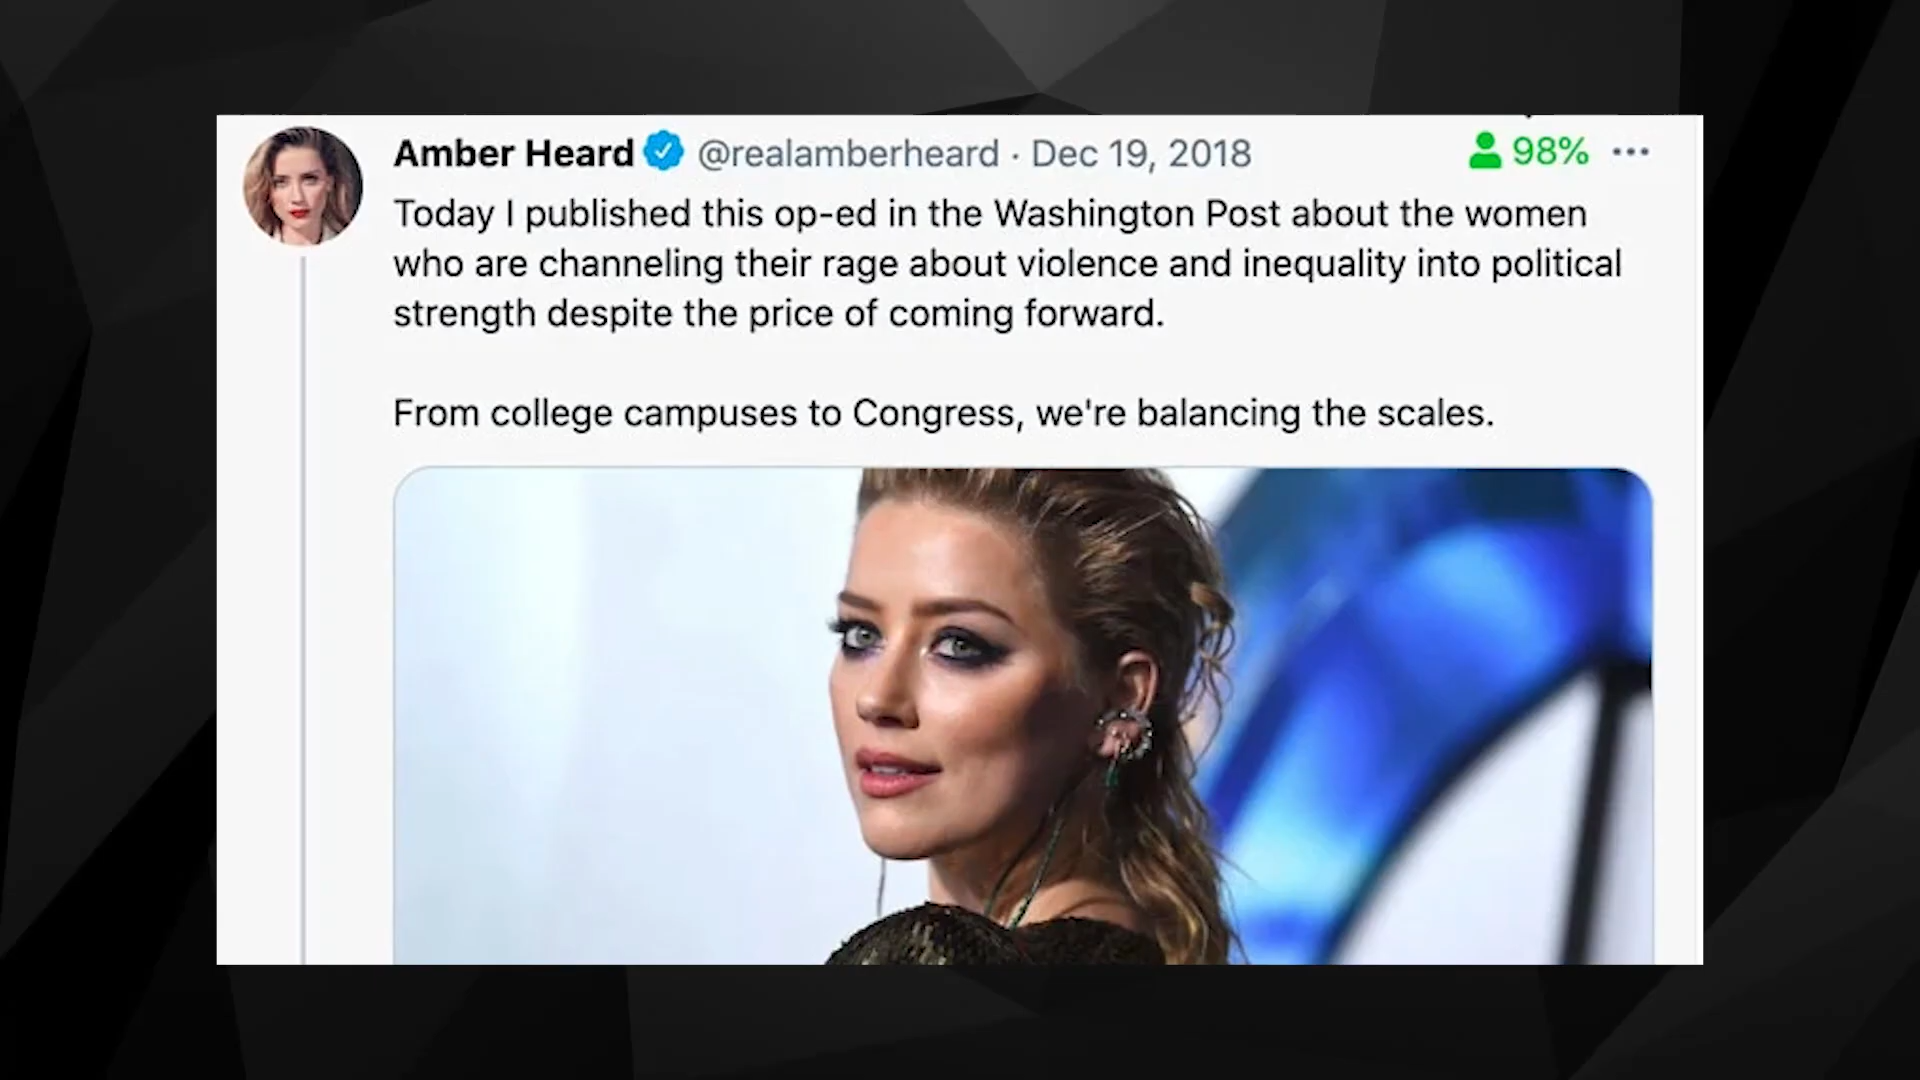 Amber Heard @realamberheard · Dec 19, 2018 98% ...
Today I published this op-ed in the Washington Post about the women
who are channeling their rage about violence and inequality into political
strength despite the price of coming forward.
From college campuses to Congress, we're balancing the scales.